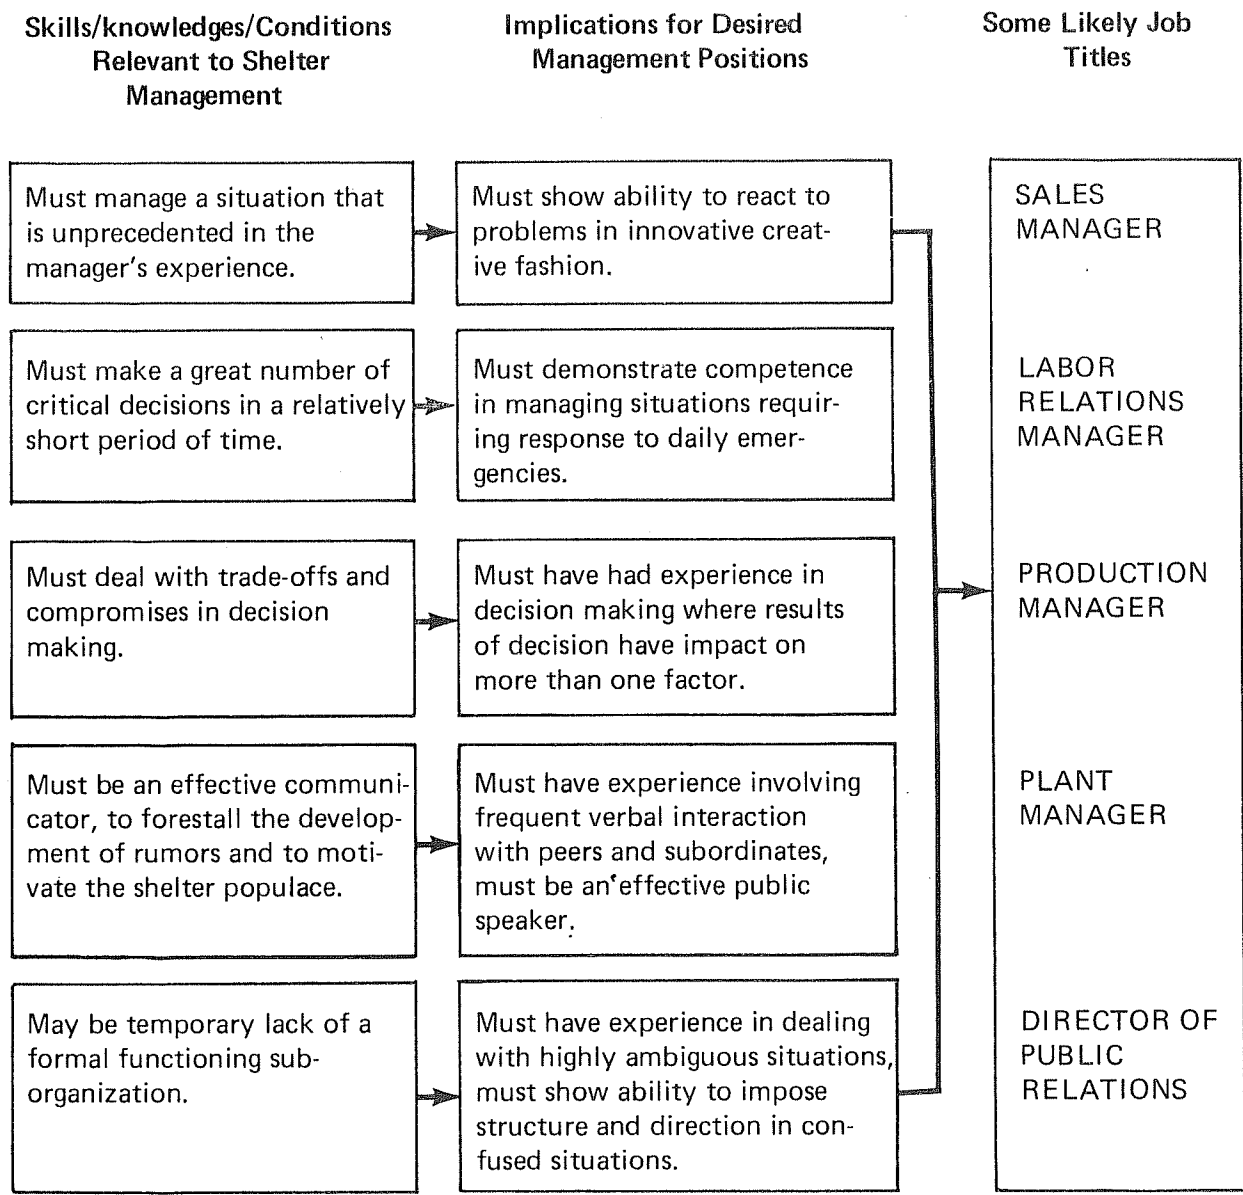 Skills/knowledges/Conditions
Relevant to Shelter
Management
Implications for Desired
Management Positions
Some Likely Job
Titles
Must manage a situation that
is unprecedented in the
manager's experience.
Must show ability to react to
problems in innovative creat-
ive fashion.
Must make a great number of
critical decisions in a relatively
short period of time.
Must demonstrate competence
in managing situations requir-
ing response to daily emer-
gencies.
Must deal with trade-offs and
compromises in decision
making.
Must have had experience in
decision making where results
of decision have impact on
more than one factor.
Must be an effective communi-
cator, to forestall the develop-
ment of rumors and to moti-
vate the shelter populace.
Must have experience involving
frequent verbal interaction
with peers and subordinates,
must be an effective public
speaker.
May be temporary lack of a
formal functioning sub-
organization.
Must have experience in dealing
with highly ambiguous situations,
must show ability to impose
structure and direction in con-
fused situations.
SALES
MANAGER
LABOR
RELATIONS
MANAGER
PRODUCTION
MANAGER
PLANT
MANAGER
DIRECTOR OF
PUBLIC
RELATIONS